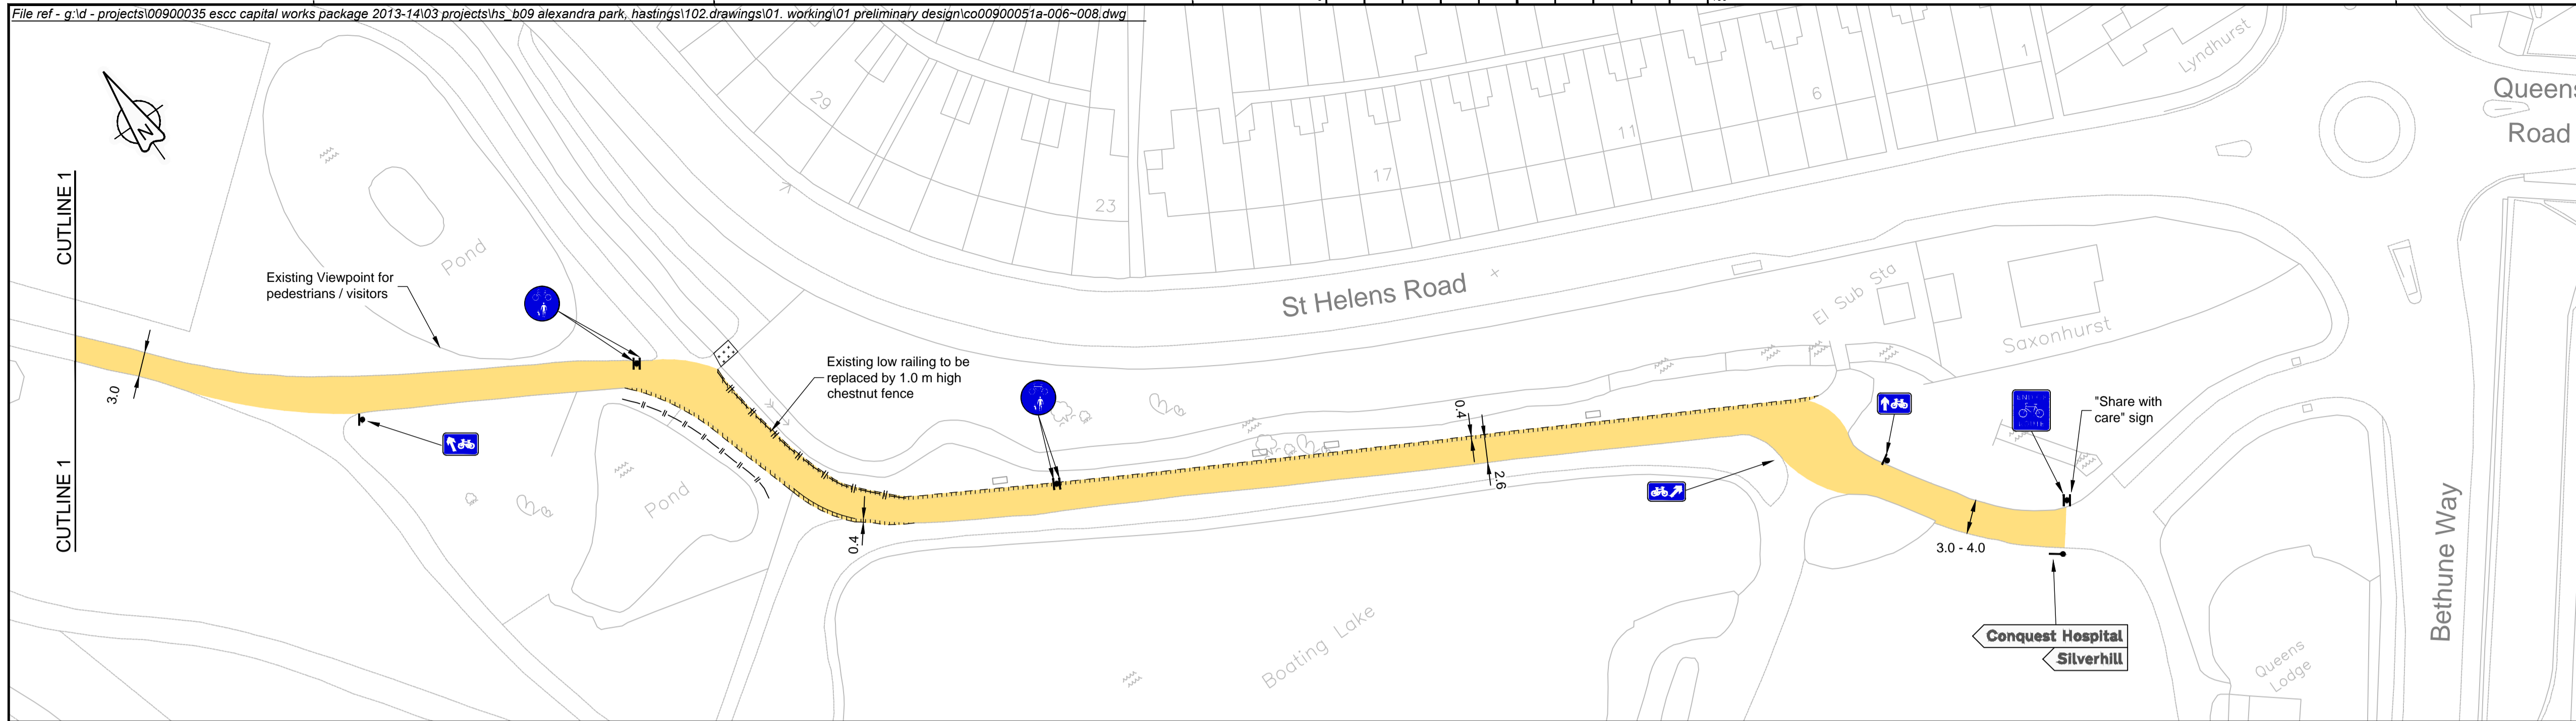 File ref - g:\d - projects\00900035 escc capital works package 2013-14\03 projects\hs_b09 alexandra park, hastings\102.drawings\01. working\01 preliminary design\co00900051a-006~008.dwg
N
CUTLINE 1
CUTLINE 1
3.0
Existing Viewpoint for
pedestrians / visitors
Pond
Pond
Existing low railing to be
replaced by 1.0 m high
chestnut fence
0.4
29
23
17
11
6
1
Lyndhurst
Queens
Road
St Helens Road
El Sub Sta
Saxonhurst
0.4
2.6
Boating Lake
"Share with
care" sign
3.0 - 4.0
Conquest Hospital
Silverhill
Bethune Way
Queens
Lodge